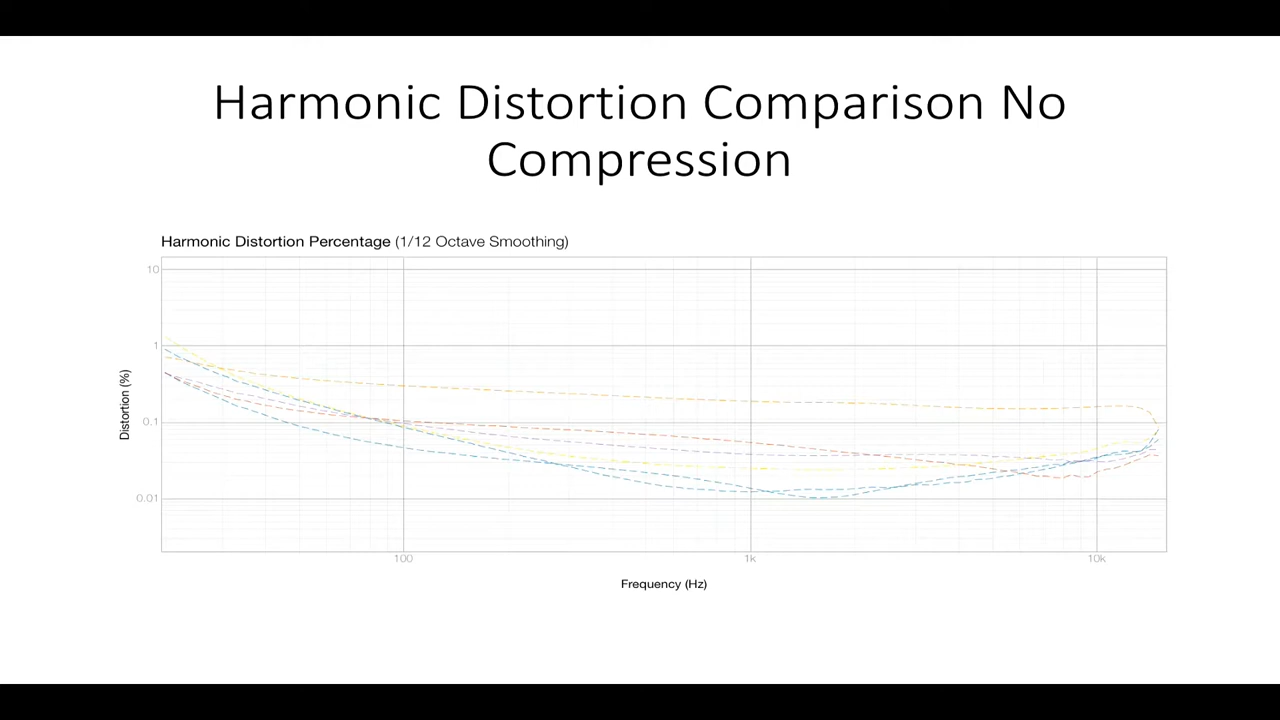 Harmonic Distortion Comparison No
Compression
Harmonic Distortion Percentage (1/12 Octave Smoothing)
10
1
0.1
0.01
Distortion (%)
100 1k 10k
Frequency (Hz)